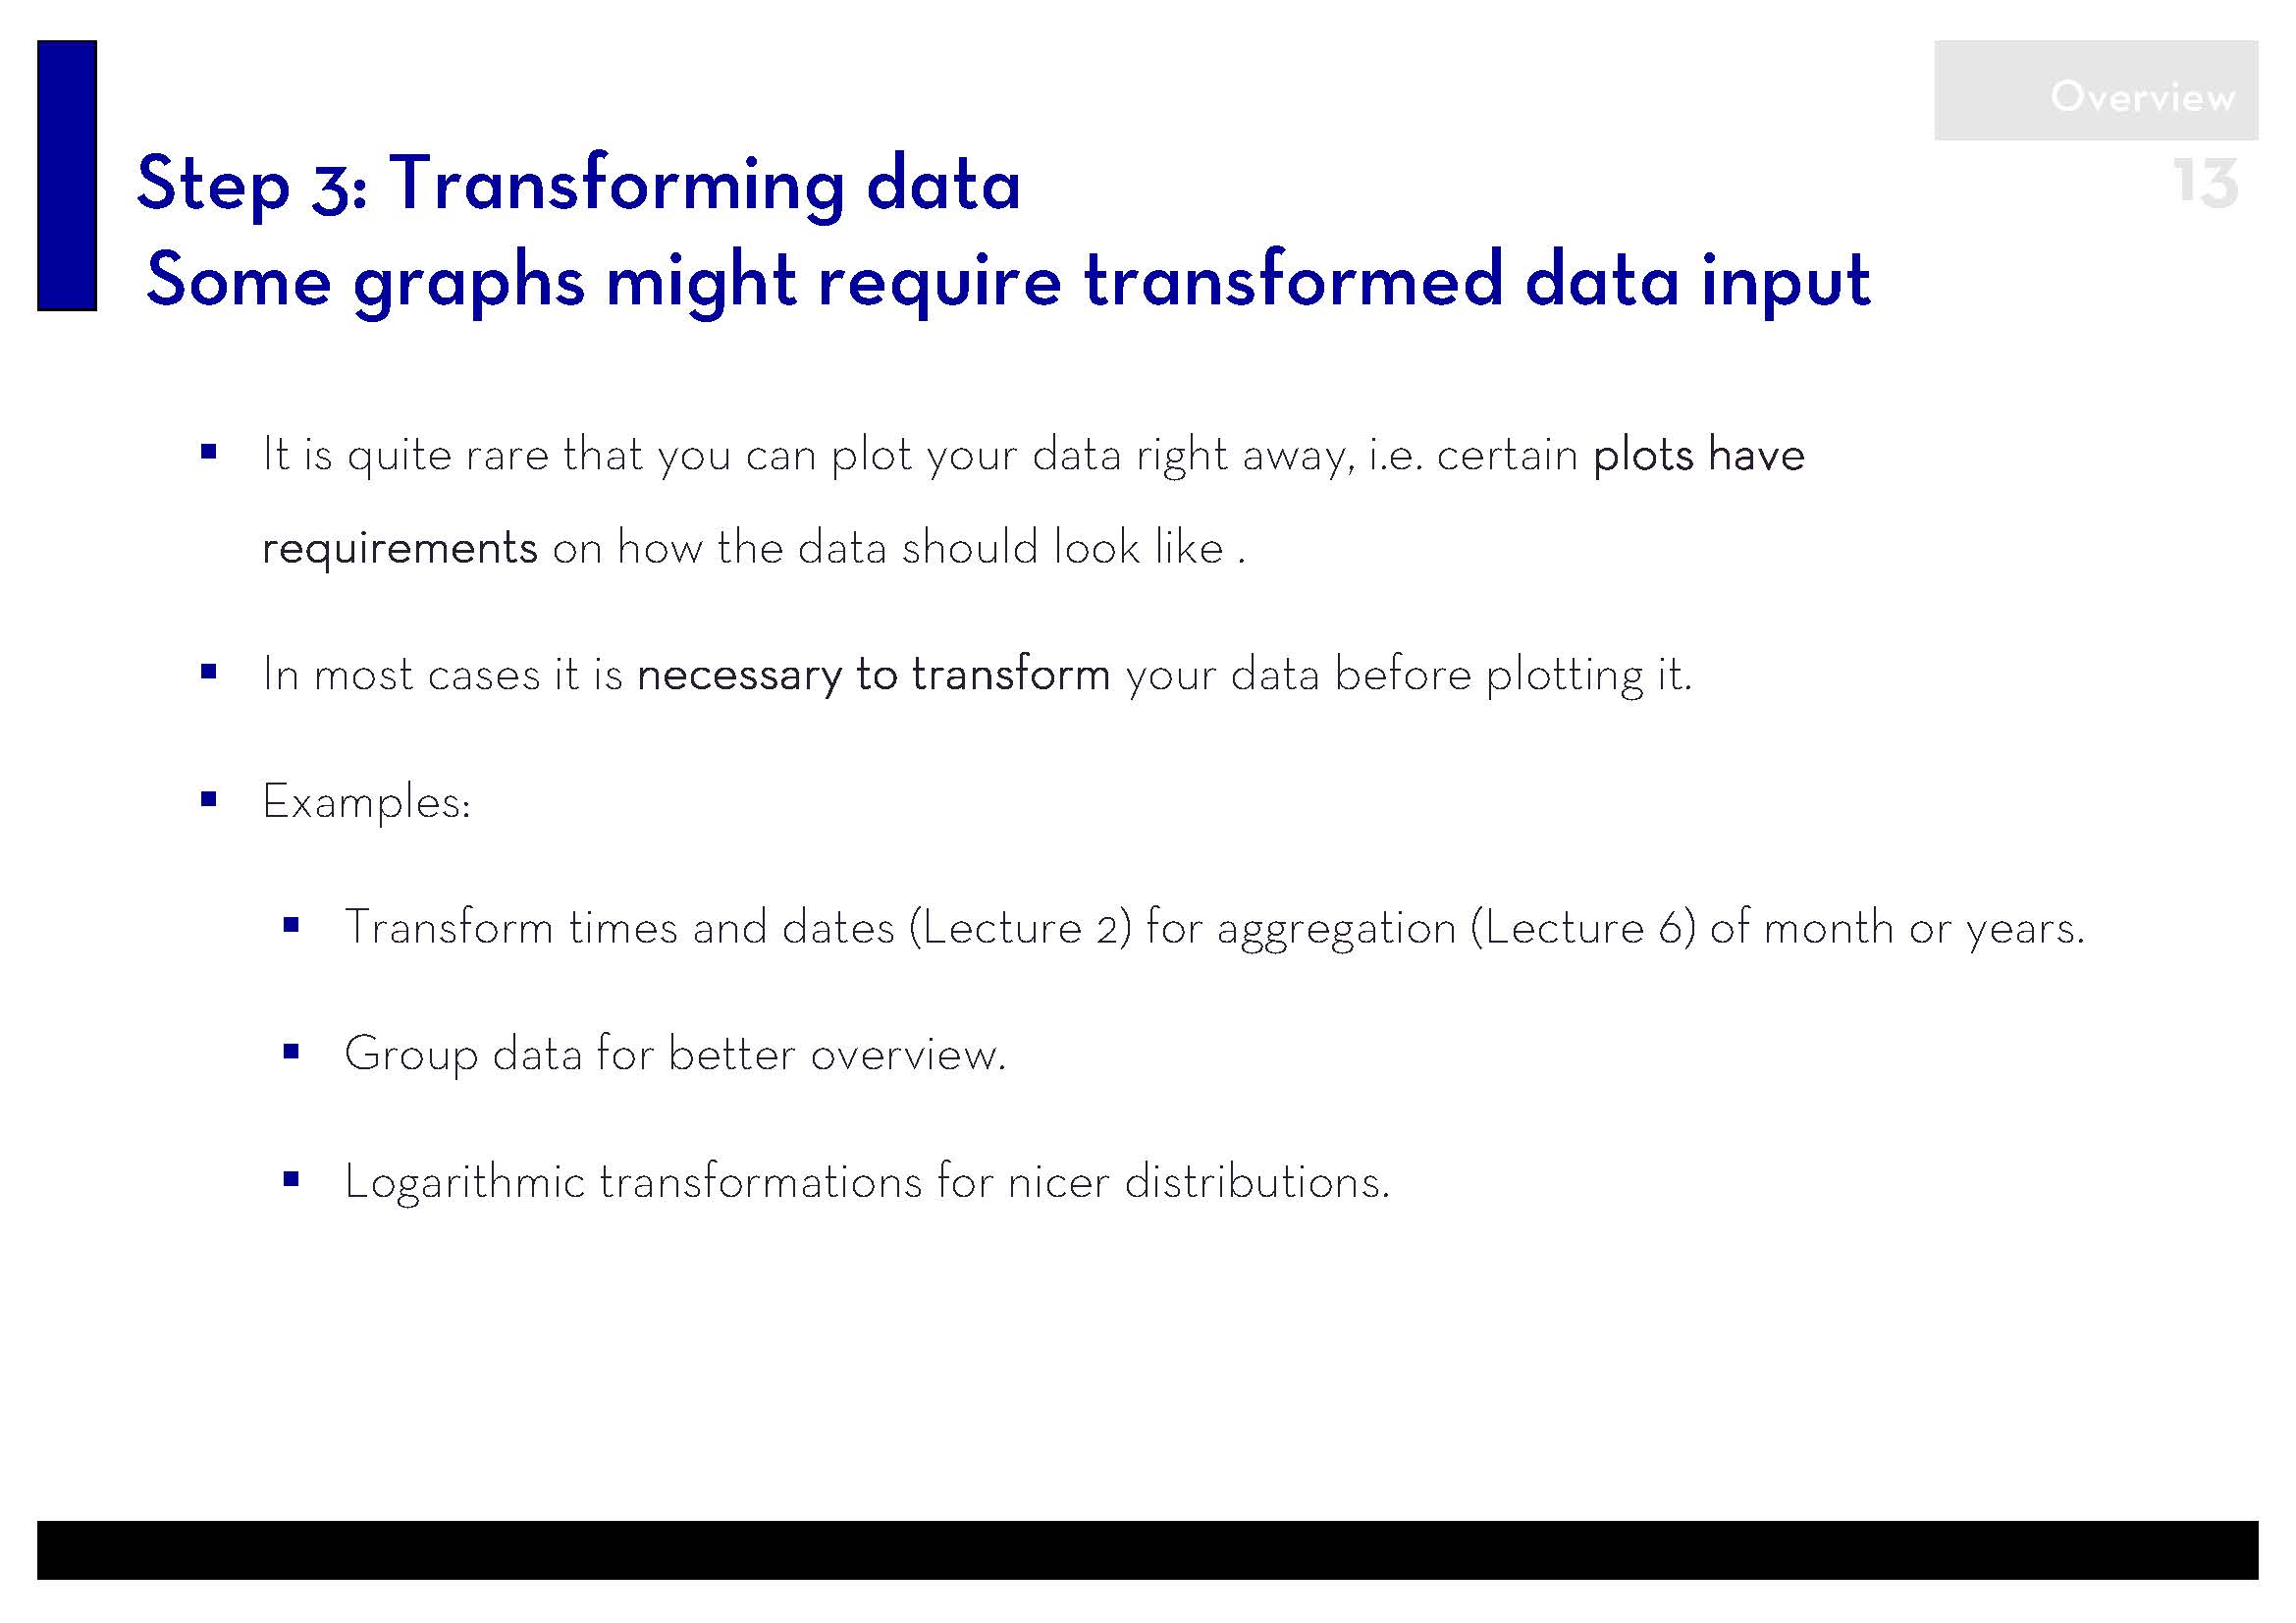 Overview
13
Step 3: Transforming data
Some graphs might require transformed data input
▪ It is quite rare that you can plot your data right away, i.e. certain plots have
requirements on how the data should look like .
▪ In most cases it is necessary to transform your data before plotting it.
▪ Examples:
▪ Transform times and dates (Lecture 2) for aggregation (Lecture 6) of month or years.
▪ Group data for better overview.
▪ Logarithmic transformations for nicer distributions.